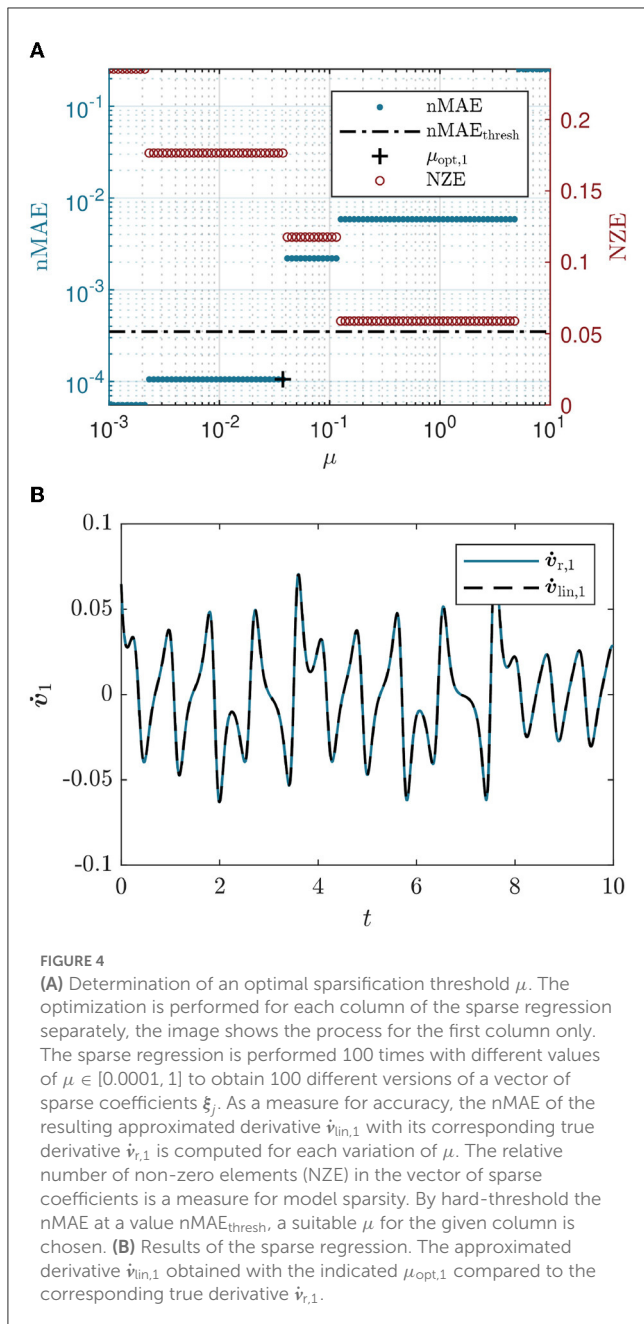 A
nMAE
nMAE_thresh
μ_opt,1
NZE
10^-1
10^-2
10^-3
10^-4
nMAE
0.2
0.15
0.1
0.05
0
NZE
10^-3
10^-2
10^-1
10^0
10^1
μ
B
0.1
0.05
0
-0.05
-0.1
v̇_1
v̇_r,1
v̇_lin,1
0
2
4
6
8
10
t
FIGURE 4
(A) Determination of an optimal sparsification threshold μ. The
optimization is performed for each column of the sparse regression
separately, the image shows the process for the first column only.
The sparse regression is performed 100 times with different values
of μ ∈ [0.0001, 1] to obtain 100 different versions of a vector of
sparse coefficients ξ_j. As a measure for accuracy, the nMAE of the
resulting approximated derivative v̇_lin,1 with its corresponding true
derivative v̇_r,1 is computed for each variation of μ. The relative
number of non-zero elements (NZE) in the vector of sparse
coefficients is a measure for model sparsity. By hard-threshold the
nMAE at a value nMAE_thresh, a suitable μ for the given column is
chosen. (B) Results of the sparse regression. The approximated
derivative v̇_lin,1 obtained with the indicated μ_opt,1 compared to the
corresponding true derivative v̇_r,1.